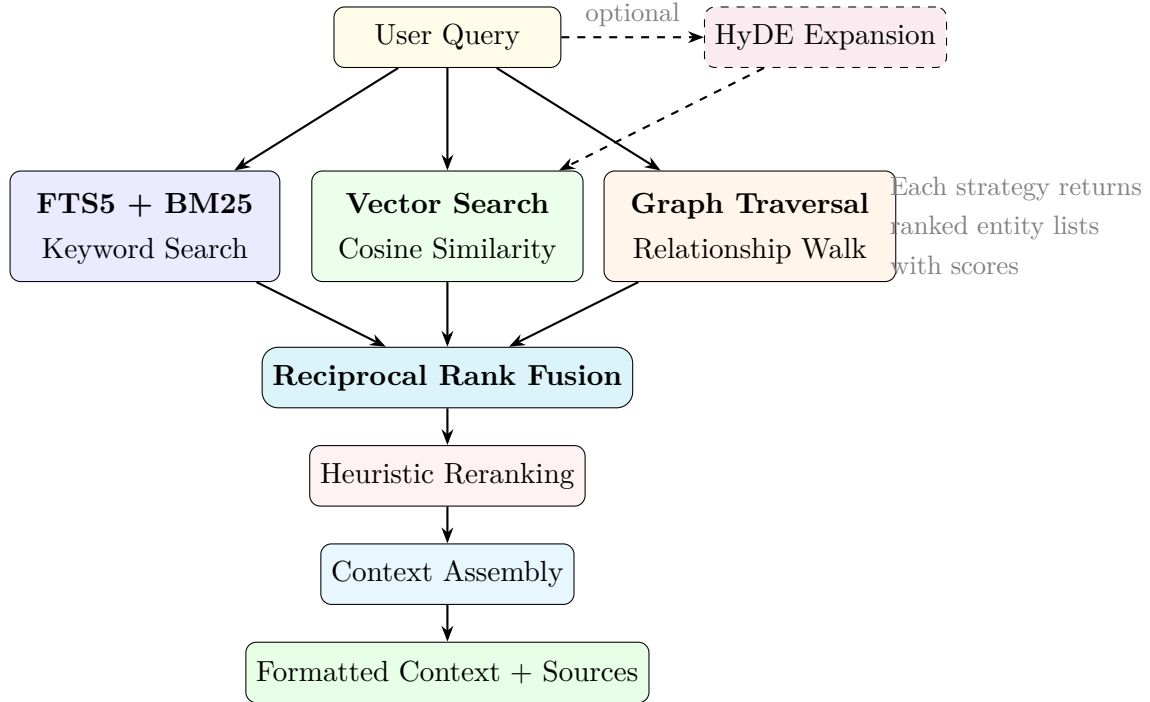 User Query
optional
HyDE Expansion
FTS5 + BM25
Keyword Search
Vector Search
Cosine Similarity
Graph Traversal
Relationship Walk
Each strategy returns
ranked entity lists
with scores
Reciprocal Rank Fusion
Heuristic Reranking
Context Assembly
Formatted Context + Sources